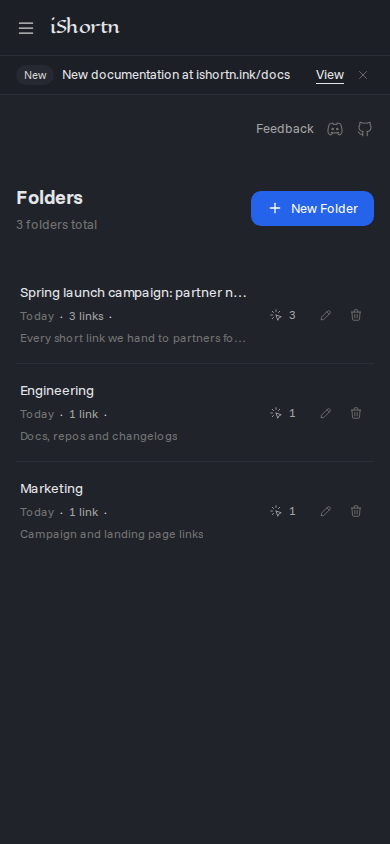 iShortn
New New documentation at ishortn.ink/docs View
Feedback
Folders
3 folders total
New Folder
Spring launch campaign: partner n…
Today · 3 links ·
3
Every short link we hand to partners fo…
Engineering
Today · 1 link ·
1
Docs, repos and changelogs
Marketing
Today · 1 link ·
1
Campaign and landing page links